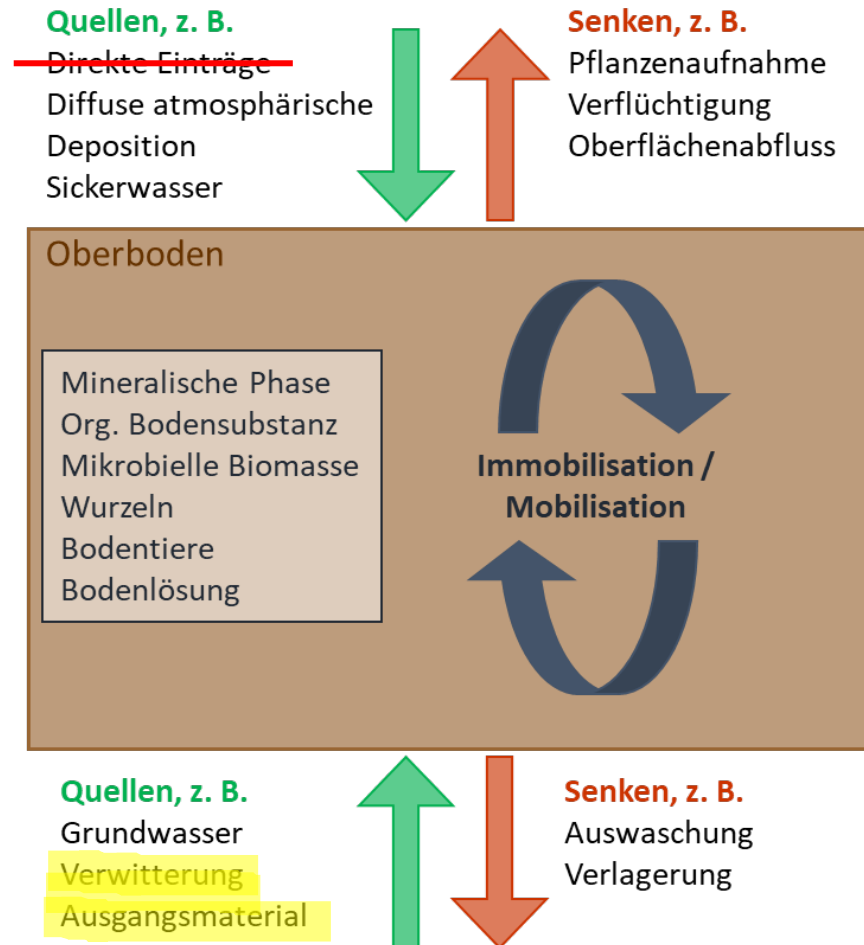 Quellen, z. B.
Direkte Einträge
Diffuse atmosphärische
Deposition
Sickerwasser
Senken, z. B.
Pflanzenaufnahme
Verflüchtigung
Oberflächenabfluss
Oberboden
Mineralische Phase
Org. Bodensubstanz
Mikrobielle Biomasse
Wurzeln
Bodentiere
Bodenlösung
Immobilisation /
Mobilisation
Quellen, z. B.
Grundwasser
Verwitterung
Ausgangsmaterial
Senken, z. B.
Auswaschung
Verlagerung